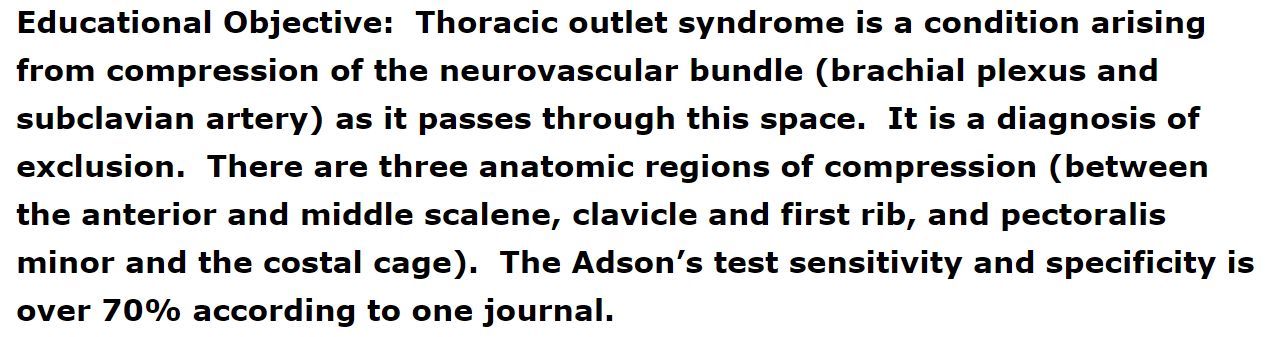 Educational Objective:  Thoracic outlet syndrome is a condition arising
from compression of the neurovascular bundle (brachial plexus and
subclavian artery) as it passes through this space.  It is a diagnosis of
exclusion.  There are three anatomic regions of compression (between
the anterior and middle scalene, clavicle and first rib, and pectoralis
minor and the costal cage).  The Adson’s test sensitivity and specificity is
over 70% according to one journal.